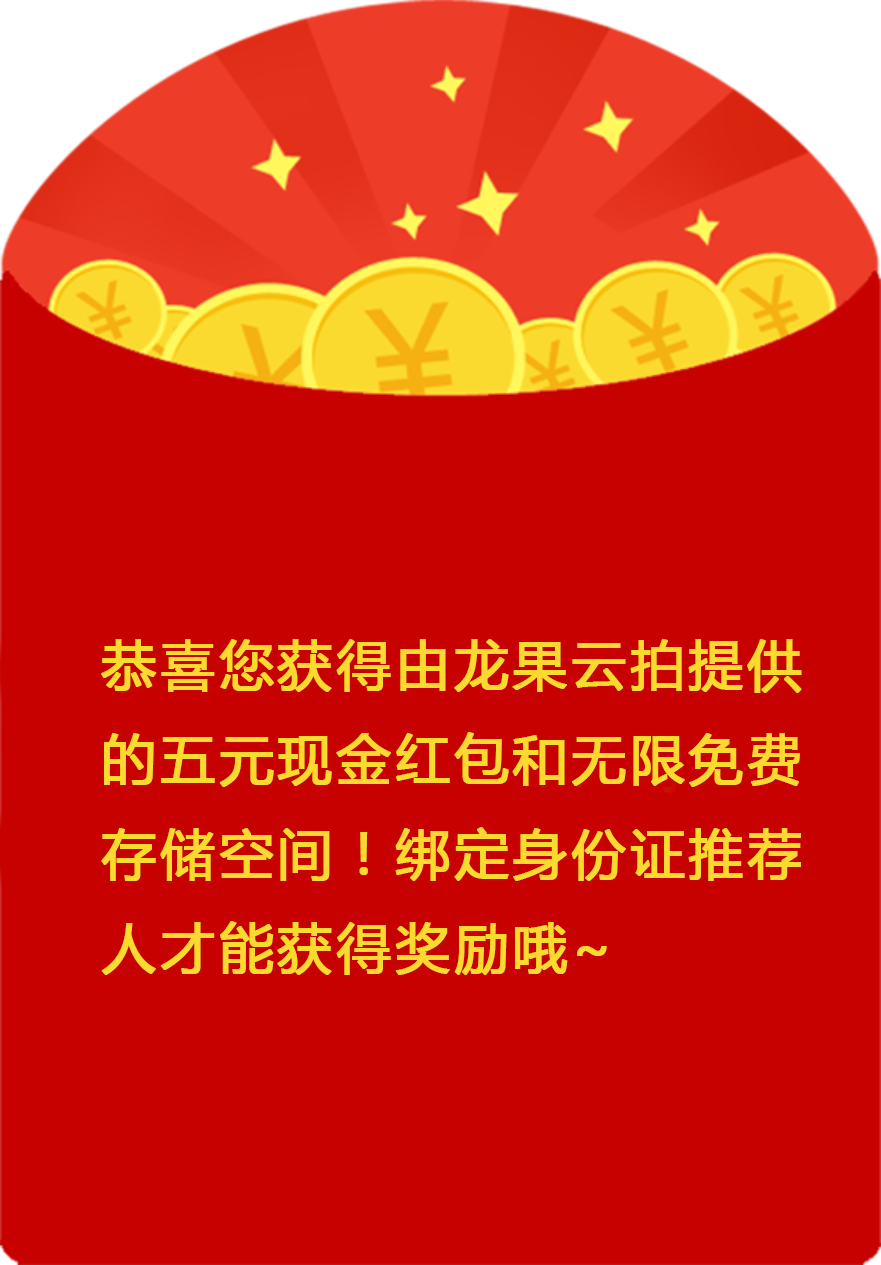 恭喜您获得由龙果云拍提供
的五元现金红包和无限免费
存储空间！绑定身份证推荐
人才能获得奖励哦~